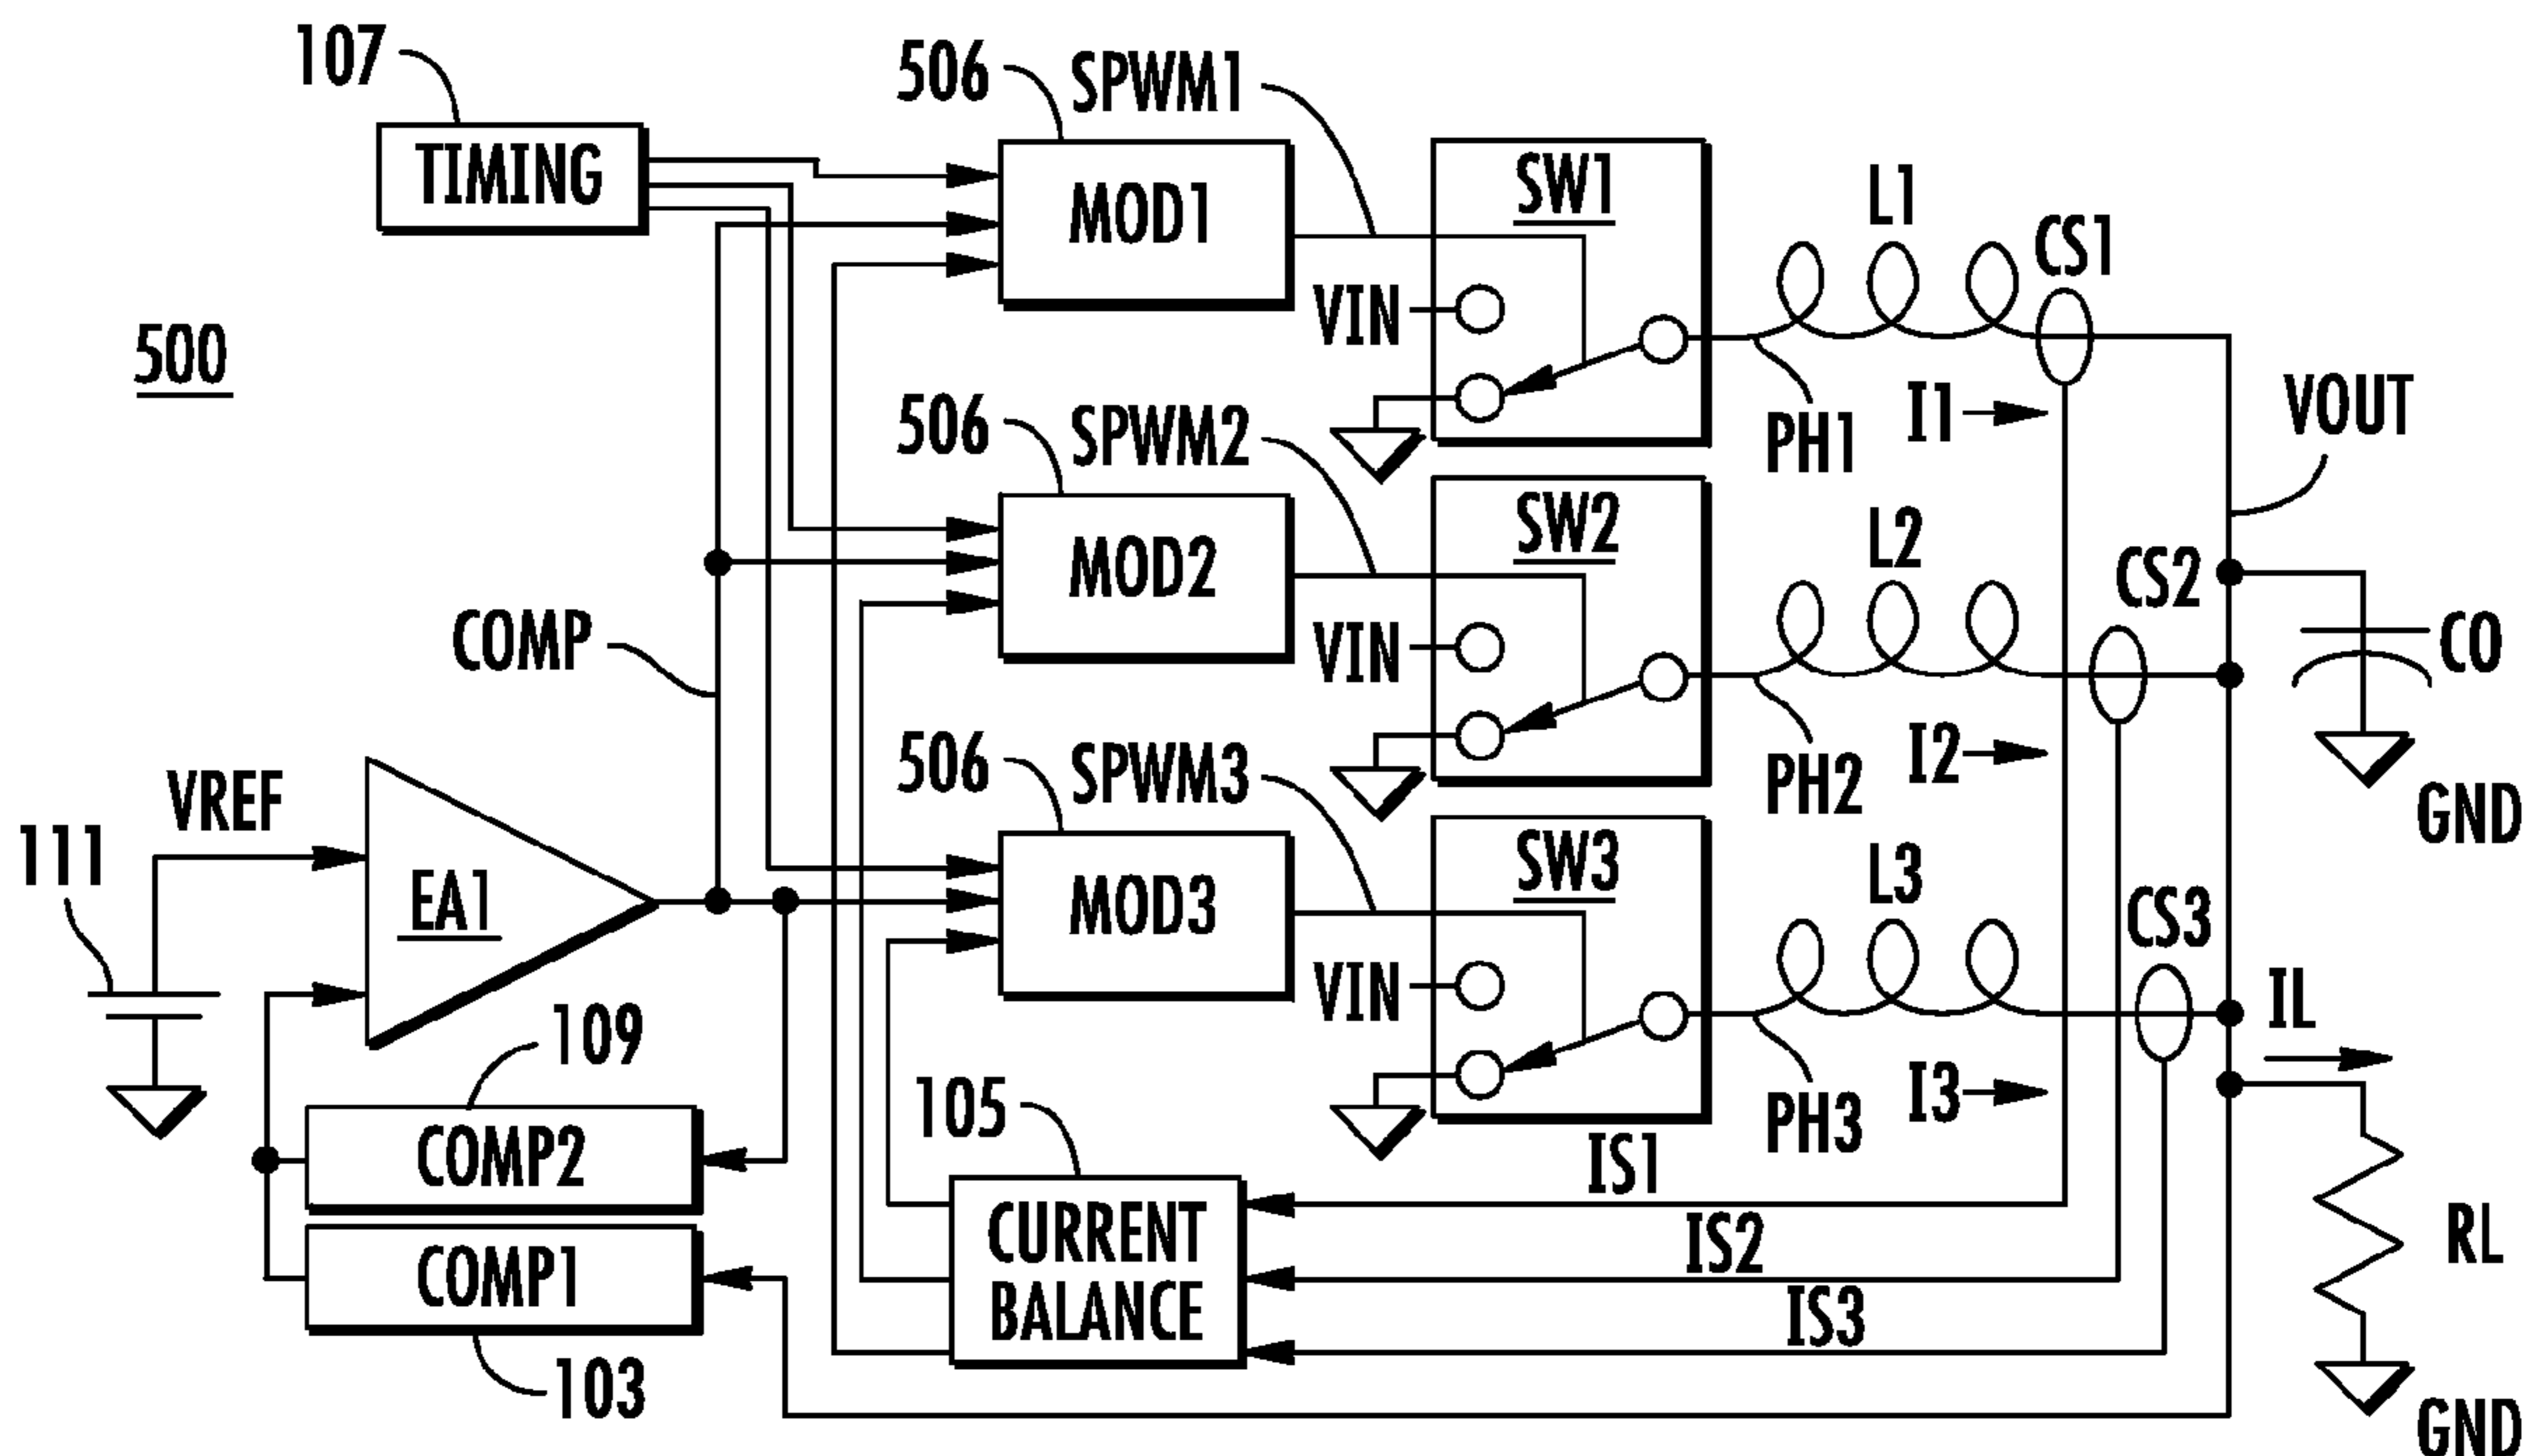 107
TIMING
506
SPWM1
MOD1
SW1
VIN
L1
CS1
PH1
I1
VOUT
500
506
SPWM2
MOD2
SW2
VIN
L2
CS2
PH2
I2
CO
GND
COMP
506
SPWM3
MOD3
SW3
VIN
L3
CS3
PH3
I3
IL
VREF
111
EA1
109
COMP2
COMP1
103
105
CURRENT
BALANCE
IS1
IS2
IS3
RL
GND